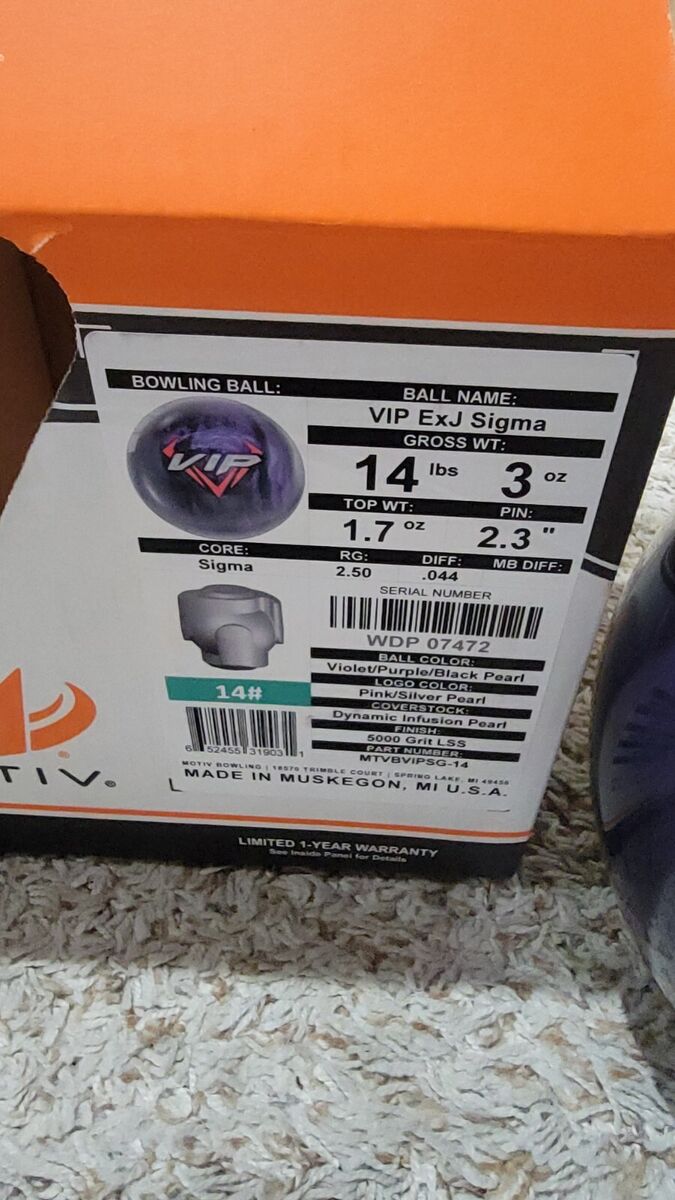 BOWLING BALL:
BALL NAME:
VIP ExJ Sigma
GROSS WT:
14 lbs 3 oz
VIP
TOP WT: PIN:
1.7 oz 2.3 "
CORE: RG: DIFF: MB DIFF:
Sigma 2.50 .044
SERIAL NUMBER
WDP 07472
BALL COLOR:
Violet/Purple/Black Pearl
LOGO COLOR:
Pink/Silver Pearl
COVERSTOCK:
Dynamic Infusion Pearl
FINISH:
5000 Grit LSS
PART NUMBER:
MTVBVIPSG-14
14#
6 52455 31903 1
MOTIV BOWLING | 18570 TRIMBLE COURT | SPRING LAKE, MI 49456
MADE IN MUSKEGON, MI U.S.A.
TIV®
LIMITED 1-YEAR WARRANTY
See Inside Panel for Details